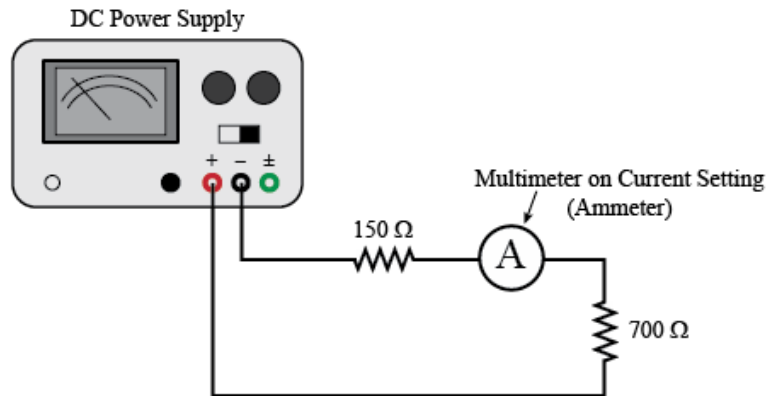 DC Power Supply
+ − ±
Multimeter on Current Setting
(Ammeter)
150 Ω
A
700 Ω